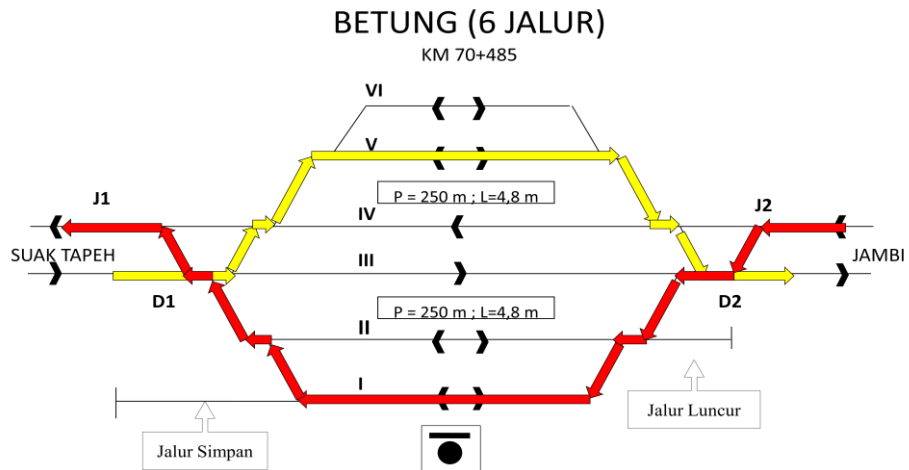 BETUNG (6 JALUR)
KM 70+485
VI
V
P = 250 m ; L=4,8 m
J1
IV
J2
SUAK TAPEH
III
JAMBI
D1
D2
P = 250 m ; L=4,8 m
II
I
Jalur Luncur
Jalur Simpan